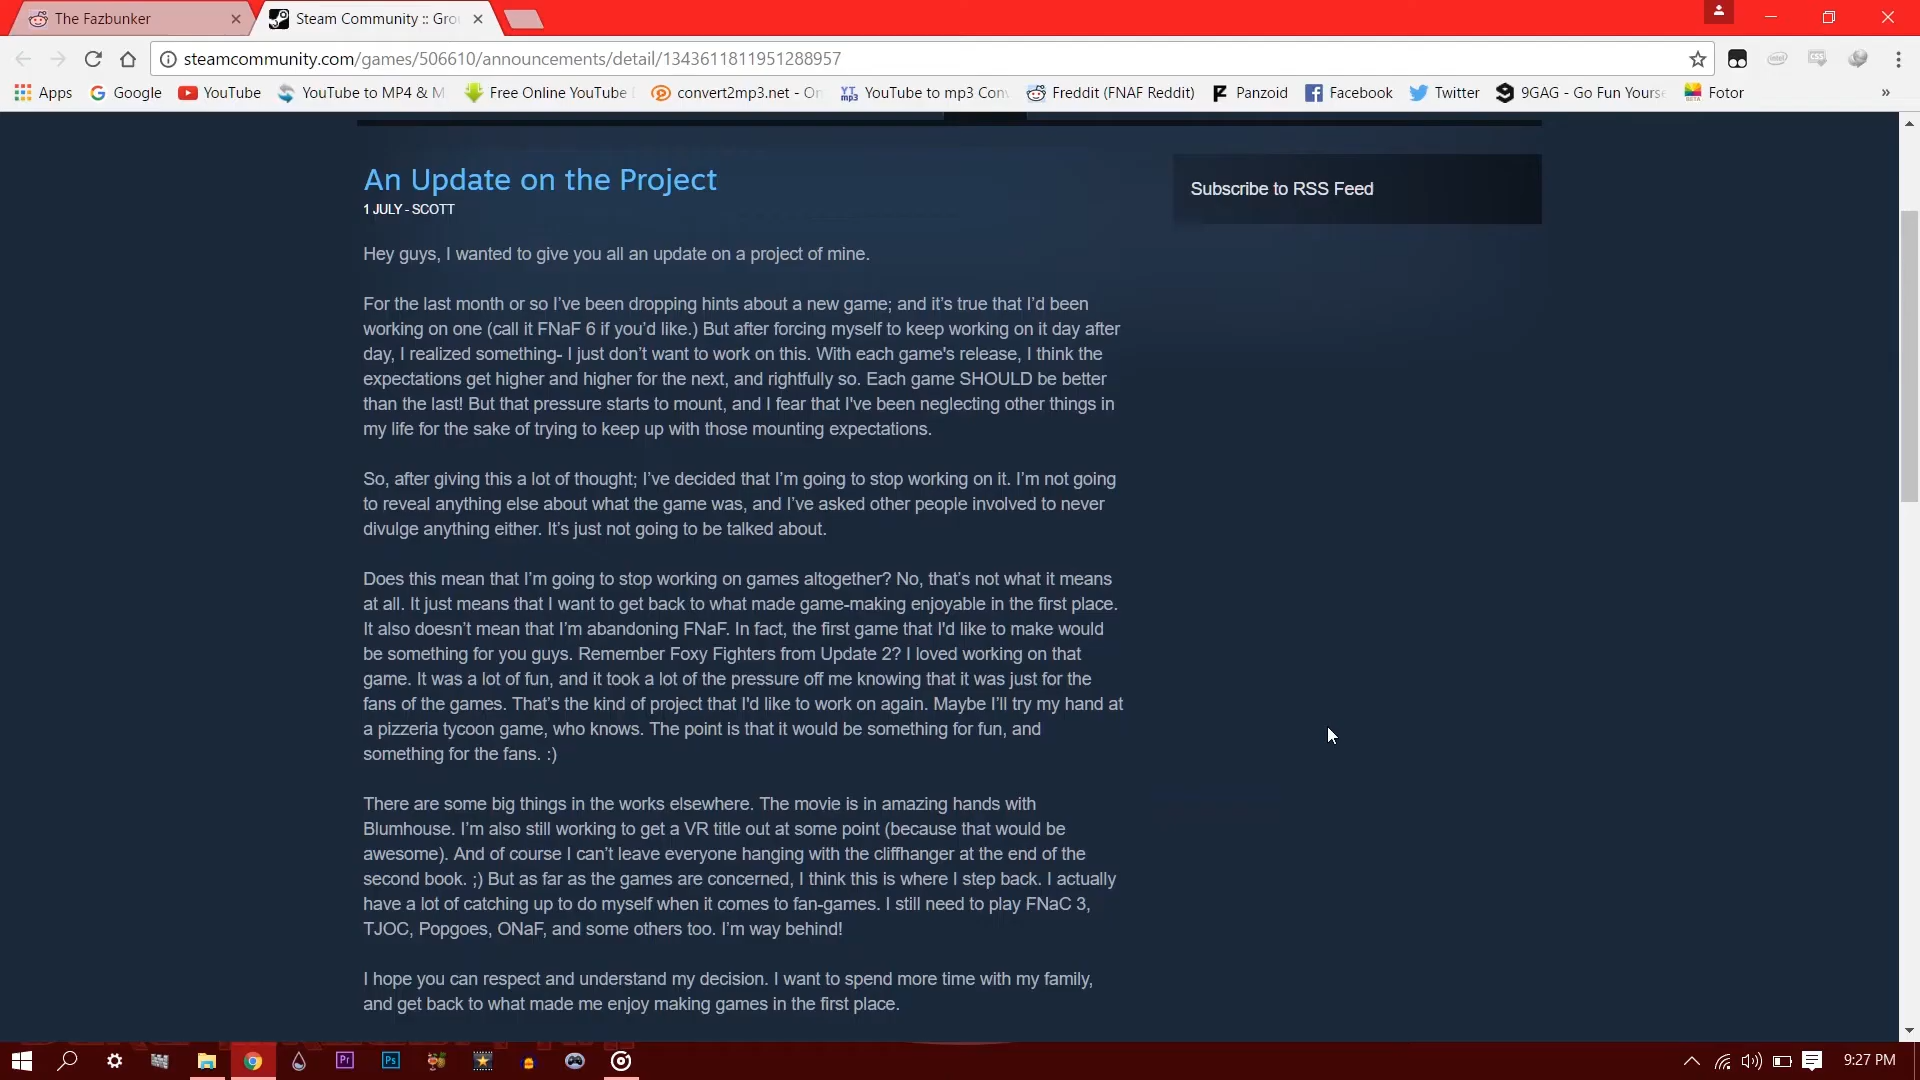 The Fazbunker
Steam Community :: Gro
steamcommunity.com/games/506610/announcements/detail/1343611811951288957
Apps
Google
YouTube
YouTube to MP4 & M
Free Online YouTube
convert2mp3.net - On
YouTube to mp3 Con
Freddit (FNAF Reddit)
Panzoid
Facebook
Twitter
9GAG - Go Fun Yourse
Fotor
»
An Update on the Project
1 JULY - SCOTT
Subscribe to RSS Feed
Hey guys, I wanted to give you all an update on a project of mine.
For the last month or so I’ve been dropping hints about a new game; and it’s true that I’d been
working on one (call it FNaF 6 if you’d like.) But after forcing myself to keep working on it day after
day, I realized something- I just don’t want to work on this. With each game's release, I think the
expectations get higher and higher for the next, and rightfully so. Each game SHOULD be better
than the last! But that pressure starts to mount, and I fear that I've been neglecting other things in
my life for the sake of trying to keep up with those mounting expectations.
So, after giving this a lot of thought; I’ve decided that I’m going to stop working on it. I’m not going
to reveal anything else about what the game was, and I’ve asked other people involved to never
divulge anything either. It’s just not going to be talked about.
Does this mean that I’m going to stop working on games altogether? No, that’s not what it means
at all. It just means that I want to get back to what made game-making enjoyable in the first place.
It also doesn’t mean that I’m abandoning FNaF. In fact, the first game that I'd like to make would
be something for you guys. Remember Foxy Fighters from Update 2? I loved working on that
game. It was a lot of fun, and it took a lot of the pressure off me knowing that it was just for the
fans of the games. That’s the kind of project that I'd like to work on again. Maybe I’ll try my hand at
a pizzeria tycoon game, who knows. The point is that it would be something for fun, and
something for the fans. :)
There are some big things in the works elsewhere. The movie is in amazing hands with
Blumhouse. I’m also still working to get a VR title out at some point (because that would be
awesome). And of course I can’t leave everyone hanging with the cliffhanger at the end of the
second book. ;) But as far as the games are concerned, I think this is where I step back. I actually
have a lot of catching up to do myself when it comes to fan-games. I still need to play FNaC 3,
TJOC, Popgoes, ONaF, and some others too. I’m way behind!
I hope you can respect and understand my decision. I want to spend more time with my family,
and get back to what made me enjoy making games in the first place.
Pr
Ps
9:27 PM